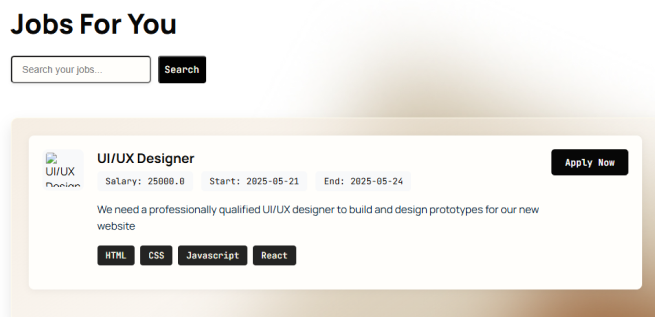 Jobs For You
Search your jobs...
Search
UI/UX Designer
Apply Now
UI/UX
Design
Salary: 25000.0
Start: 2025-05-21
End: 2025-05-24
We need a professionally qualified UI/UX designer to build and design prototypes for our new
website
HTML
CSS
Javascript
React